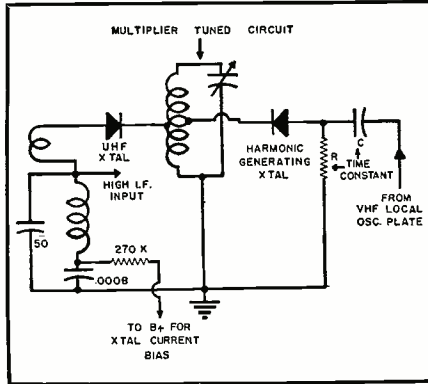 MULTIPLIER TUNED CIRCUIT
UHF
XTAL
HARMONIC
GENERATING
XTAL
C
R
TIME
CONSTANT
FROM
VHF LOCAL
OSC. PLATE
HIGH I.F.
INPUT
50
270 K
.0008
TO B+ FOR
XTAL CURRENT
BIAS